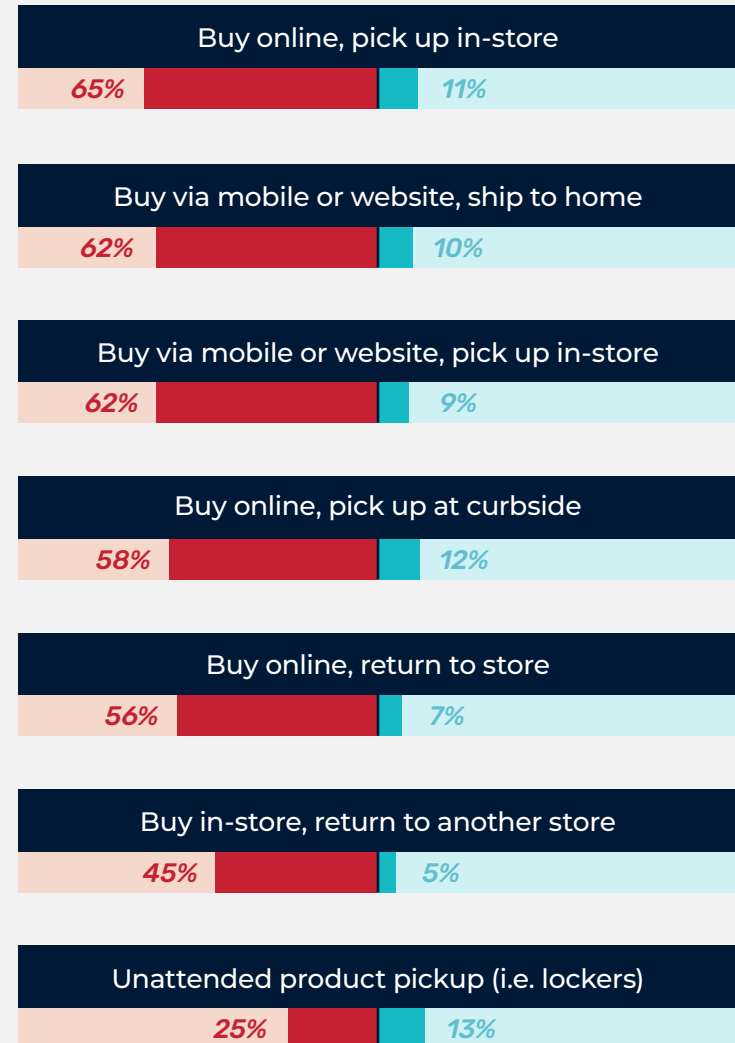 Buy online, pick up in-store
65% 11%
Buy via mobile or website, ship to home
62% 10%
Buy via mobile or website, pick up in-store
62% 9%
Buy online, pick up at curbside
58% 12%
Buy online, return to store
56% 7%
Buy in-store, return to another store
45% 5%
Unattended product pickup (i.e. lockers)
25% 13%